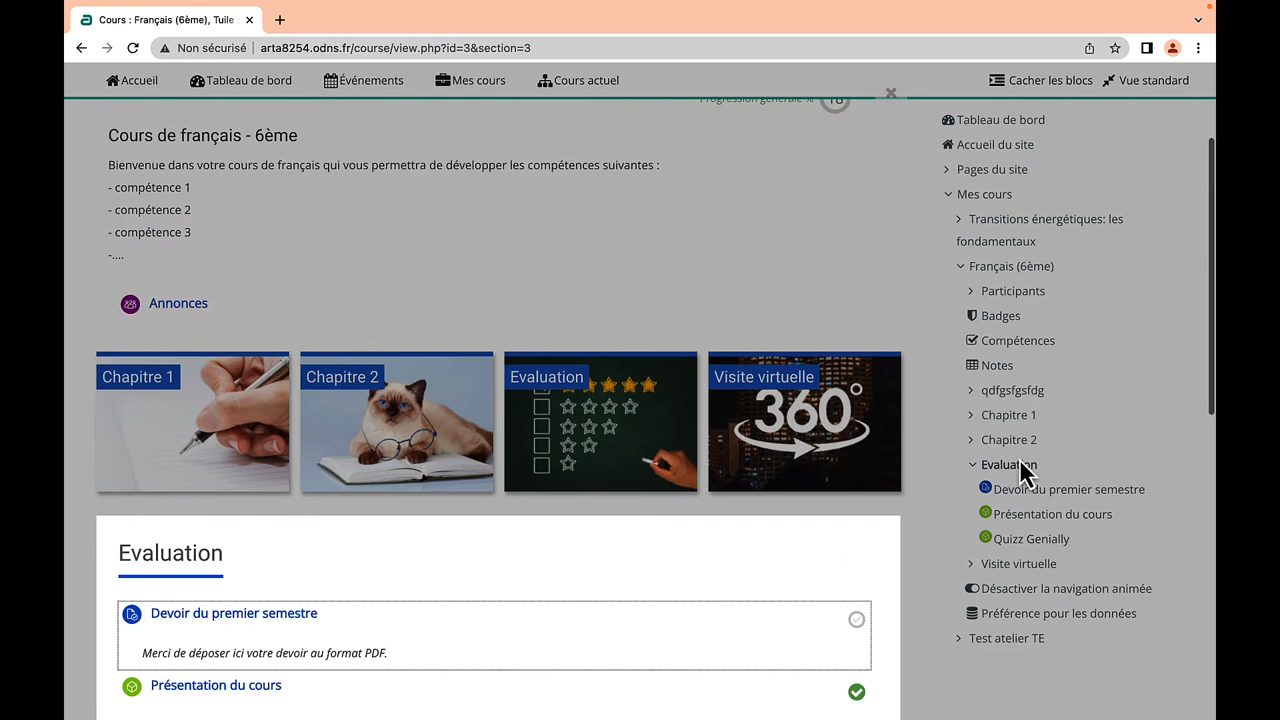 Cours : Français (6ème), Tuile
Non sécurisé
arta8254.odns.fr/course/view.php?id=3&section=3
Accueil
Tableau de bord
Événements
Mes cours
Cours actuel
Cacher les blocs
Vue standard
Progression générale %
18
Cours de français - 6ème
Bienvenue dans votre cours de français qui vous permettra de développer les compétences suivantes :
- compétence 1
- compétence 2
- compétence 3
-....
Annonces
Chapitre 1
Chapitre 2
Evaluation
Visite virtuelle
360°
Evaluation
Devoir du premier semestre
Merci de déposer ici votre devoir au format PDF.
Présentation du cours
Tableau de bord
Accueil du site
Pages du site
Mes cours
Transitions énergétiques: les
fondamentaux
Français (6ème)
Participants
Badges
Compétences
Notes
qdfgsfgsfdg
Chapitre 1
Chapitre 2
Evaluation
Devoir du premier semestre
Présentation du cours
Quizz Genially
Visite virtuelle
Désactiver la navigation animée
Préférence pour les données
Test atelier TE